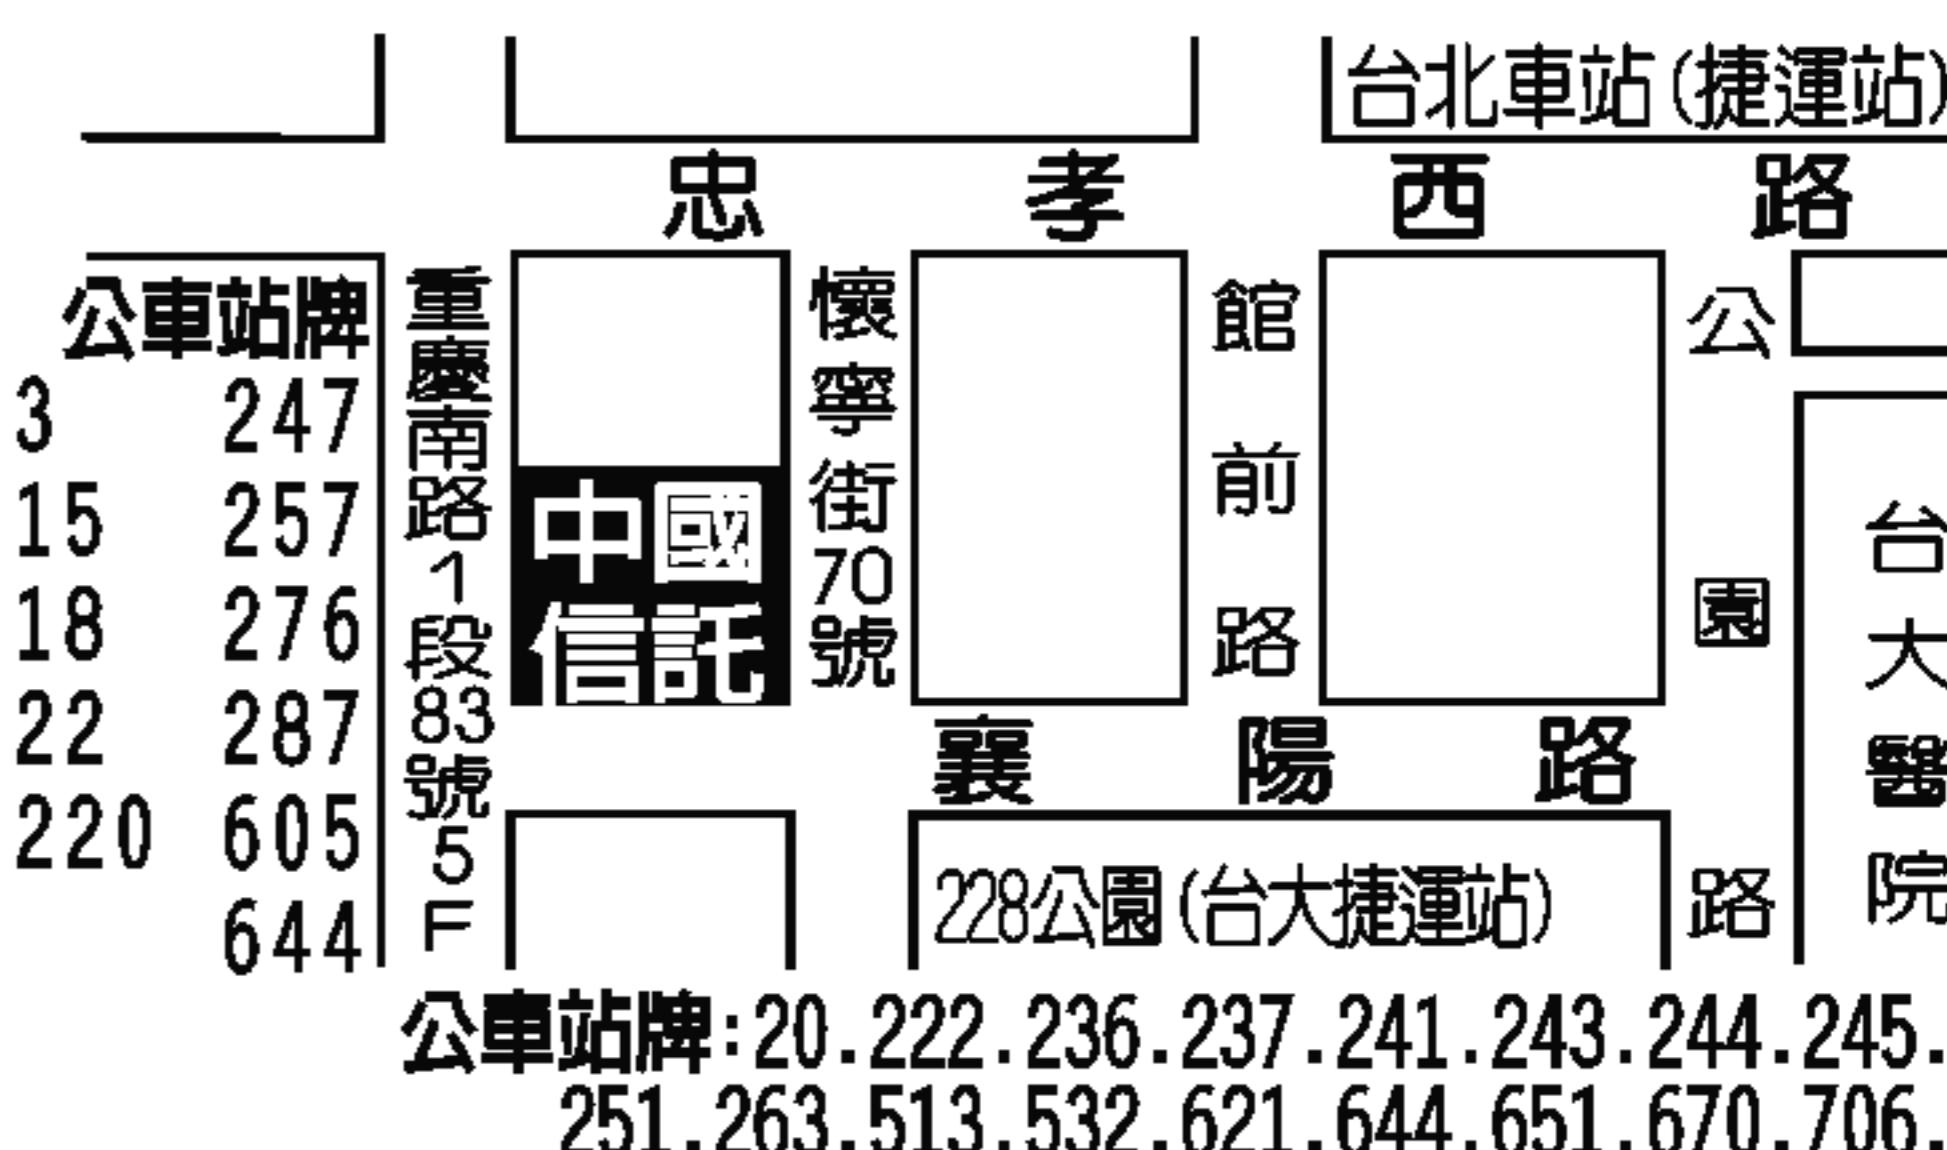 台北車站(捷運站)
忠孝西路
公車站牌
3 247
15 257
18 276
22 287
220 605
644
重慶南路1段83號5F
中國
信託
懷寧街70號
館前路
公園路
台大醫院
襄陽路
228公園(台大捷運站)
公車站牌:20.222.236.237.241.243.244.245.
251.263.513.532.621.644.651.670.706.